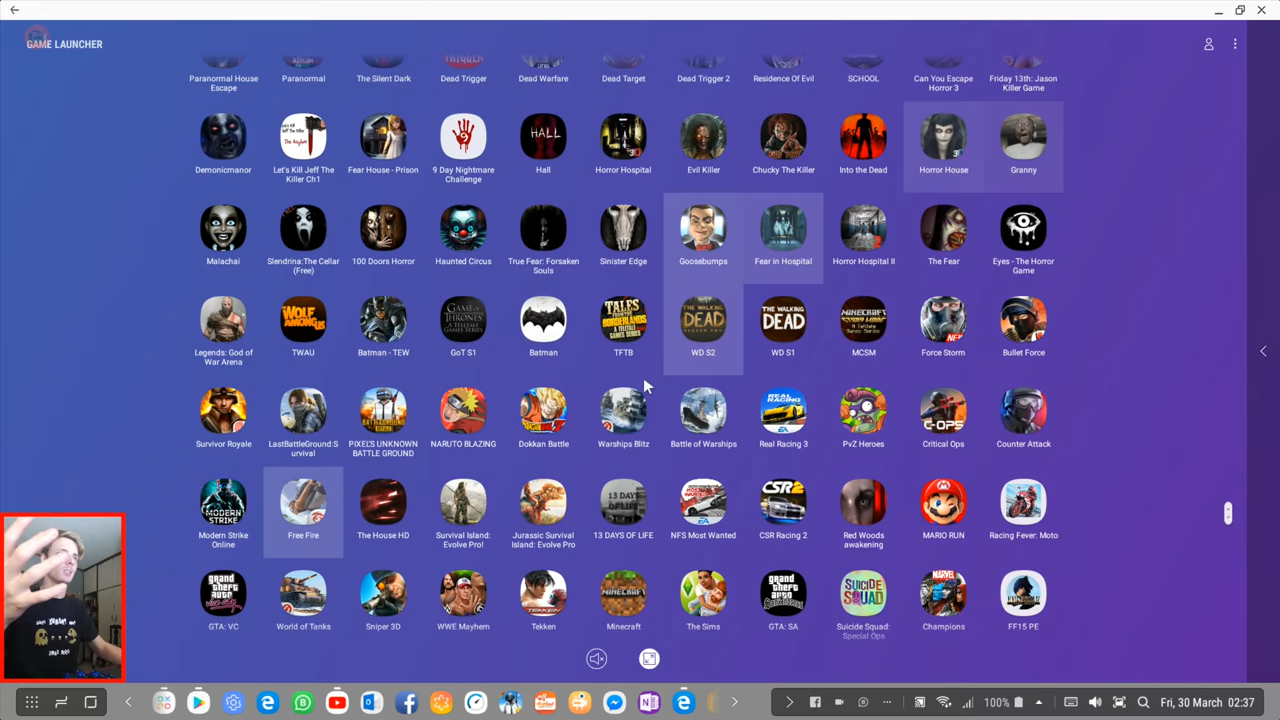 GAME LAUNCHER
Paranormal House Escape
Paranormal
The Silent Dark
Dead Trigger
Dead Warfare
Dead Target
Dead Trigger 2
Residence Of Evil
SCHOOL
Can You Escape Horror 3
Friday 13th: Jason Killer Game
HALL
Demonicmanor
Let's Kill Jeff The Killer Ch1
Fear House - Prison
9 Day Nightmare Challenge
Hall
Horror Hospital
Evil Killer
Chucky The Killer
Into the Dead
Horror House
Granny
Malachai
Slendrina:The Cellar (Free)
100 Doors Horror
Haunted Circus
True Fear: Forsaken Souls
Sinister Edge
Goosebumps
Fear in Hospital
Horror Hospital II
The Fear
Eyes - The Horror Game
Legends: God of War Arena
TWAU
Batman - TEW
GoT S1
Batman
TFTB
WD S2
WD S1
MCSM
Force Storm
Bullet Force
Survivor Royale
LastBattleGround:Survival
PIXEL'S UNKNOWN BATTLE GROUND
NARUTO BLAZING
Dokkan Battle
Warships Blitz
Battle of Warships
Real Racing 3
PvZ Heroes
Critical Ops
Counter Attack
Modern Strike Online
Free Fire
The House HD
Survival Island: Evolve Pro!
Jurassic Survival Island: Evolve Pro
13 DAYS OF LIFE
NFS Most Wanted
CSR Racing 2
Red Woods awakening
MARIO RUN
Racing Fever: Moto
GTA: VC
World of Tanks
Sniper 3D
WWE Mayhem
Tekken
Minecraft
The Sims
GTA: SA
Suicide Squad: Special Ops
Champions
FF15 PE
100%
Fri, 30 March 02:37